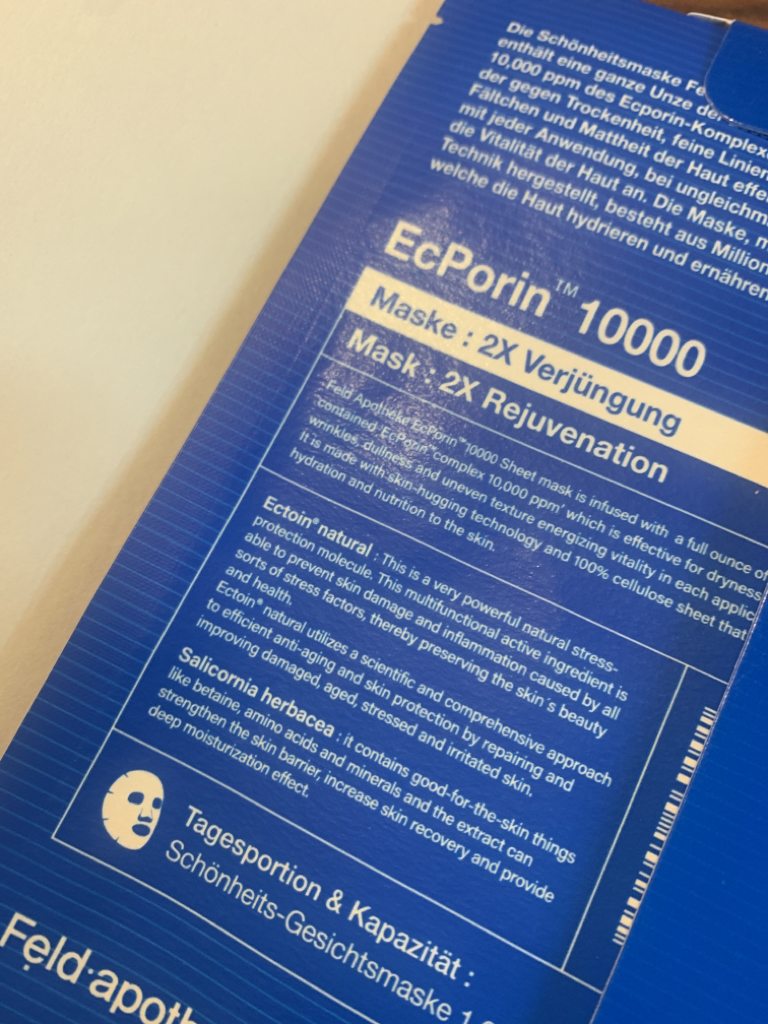 Die Schönheitsmaske Fe
enthält eine ganze Unze der
10,000 ppm des Ecporin-Komplexe
der gegen Trockenheit, feine Linien
Fältchen und Mattheit der Haut effe
mit jeder Anwendung, bei ungleichm
die Vitalität der Haut an. Die Maske, m
Technik hergestellt, besteht aus Million
welche die Haut hydrieren und ernähren
EcPorin™ 10000
Maske : 2X Verjüngung
Mask : 2X Rejuvenation
Feld Apotheke EcPorin™10000 Sheet mask is infused with a full ounce of
contained 'EcPorin™ complex 10,000 ppm' which is effective for dryness
wrinkles, dullness and uneven texture energizing vitality in each applic
It is made with skin-hugging technology and 100% cellulose sheet that
hydration and nutrition to the skin.
Ectoin® natural : This is a very powerful natural stress-
protection molecule. This multifunctional active ingredient is
able to prevent skin damage and inflammation caused by all
sorts of stress factors, thereby preserving the skin´s beauty
and health.
Ectoin® natural utilizes a scientific and comprehensive approach
to efficient anti-aging and skin protection by repairing and
improving damaged, aged, stressed and irritated skin.
Salicornia herbacea : it contains good-for-the-skin things
like betaine, amino acids and minerals and the extract can
strengthen the skin barrier, increase skin recovery and provide
deep moisturization effect.
Tagesportion & Kapazität :
Schönheits-Gesichtsmaske 1
Feld·apoth